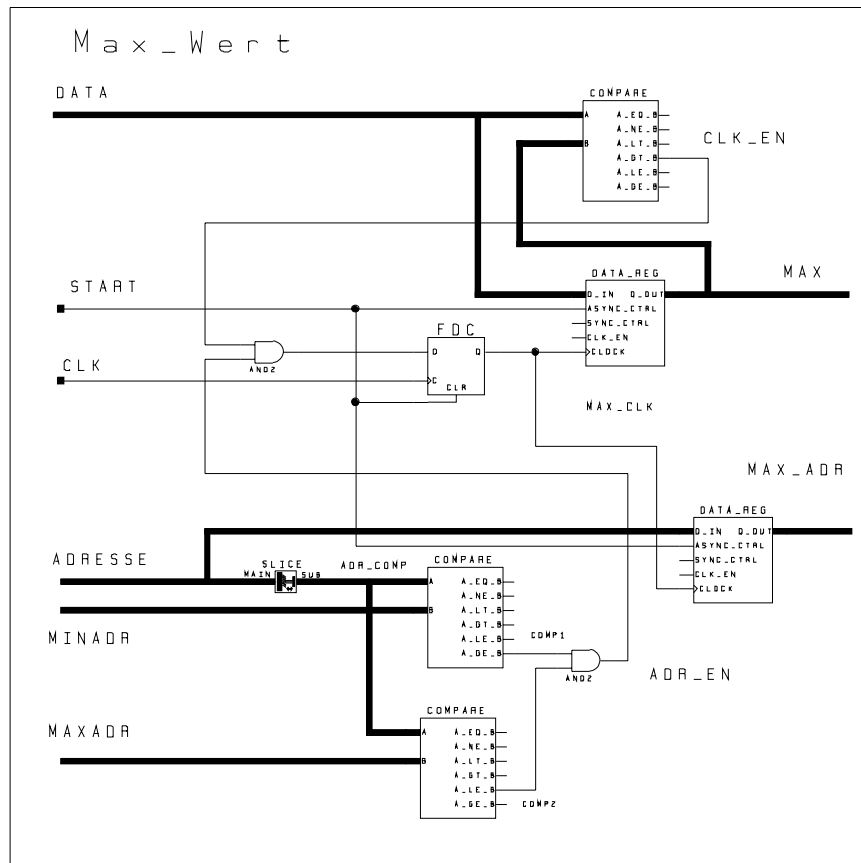 Max_Wert
DATA
COMPARE
A A_EQ_B
A_NE_B
B A_LT_B
A_GT_B
A_LE_B
A_GE_B
CLK_EN
START
DATA_REG
D_IN Q_OUT
ASYNC_CTRL
SYNC_CTRL
CLK_EN
CLOCK
MAX
FDC
D Q
C
CLR
AND2
CLK
MAX_CLK
MAX_ADR
DATA_REG
D_IN Q_OUT
ASYNC_CTRL
SYNC_CTRL
CLK_EN
CLOCK
ADRESSE
SLICE
MAIN SUB
ADR_COMP
COMPARE
A A_EQ_B
A_NE_B
B A_LT_B
A_GT_B
A_LE_B
A_GE_B
COMP1
MINADR
AND2
ADR_EN
MAXADR
COMPARE
A A_EQ_B
A_NE_B
B A_LT_B
A_GT_B
A_LE_B
A_GE_B
COMP2